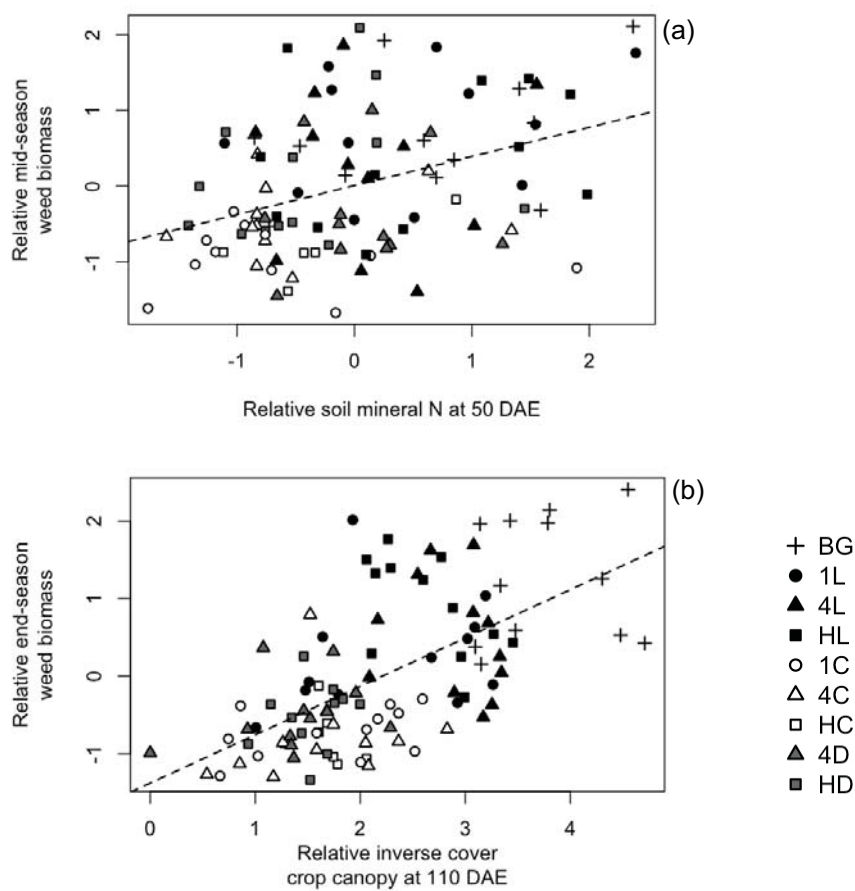 (a)
2
1
0
-1
Relative mid-season
weed biomass
-1 0 1 2
Relative soil mineral N at 50 DAE
(b)
2
1
0
-1
Relative end-season
weed biomass
0 1 2 3 4
Relative inverse cover
crop canopy at 110 DAE
BG
1L
4L
HL
1C
4C
HC
4D
HD